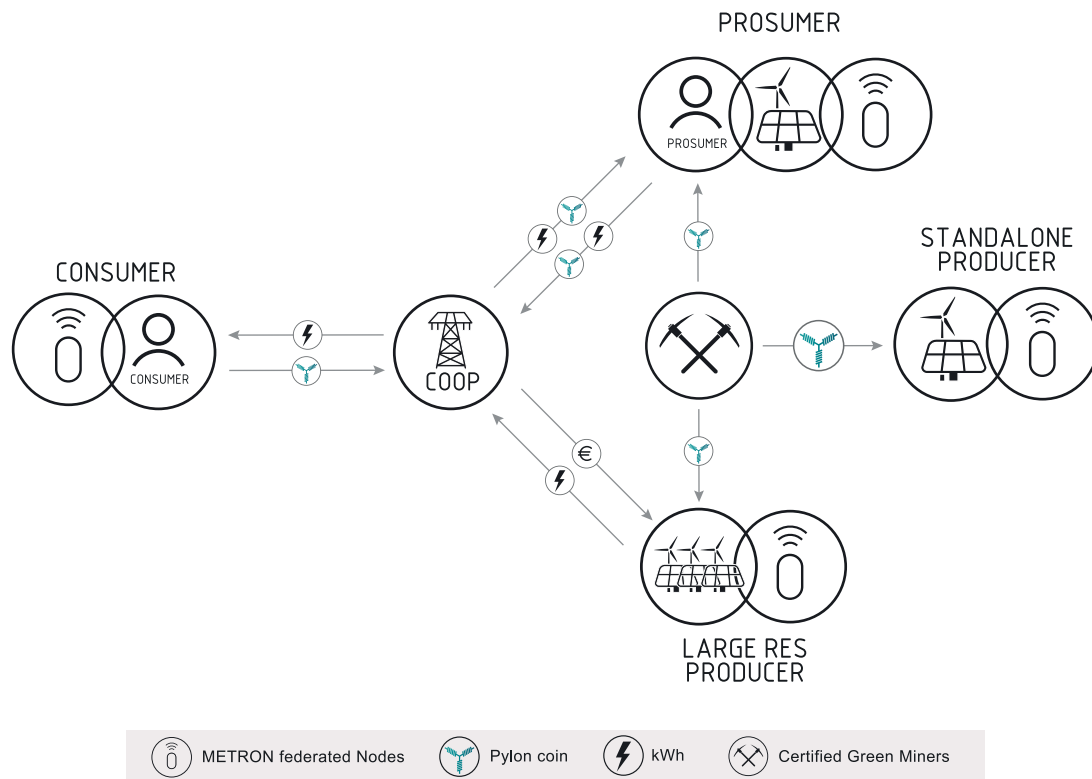 PROSUMER
PROSUMER
STANDALONE
PRODUCER
CONSUMER
CONSUMER
COOP
€
LARGE RES
PRODUCER
METRON federated Nodes
Pylon coin
kWh
Certified Green Miners